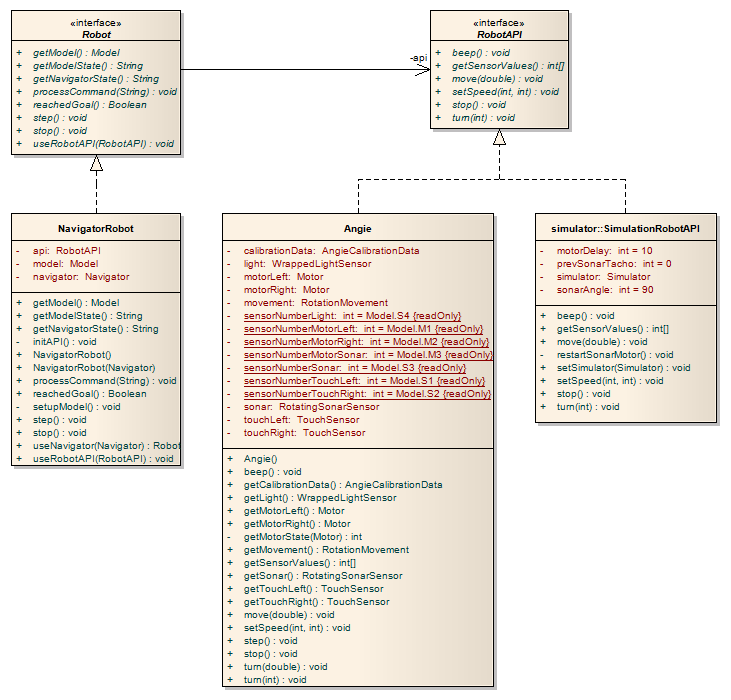 «interface»
Robot
+ getModel() : Model
+ getModelState() : String
+ getNavigatorState() : String
+ processCommand(String) : void
+ reachedGoal() : Boolean
+ step() : void
+ stop() : void
+ useRobotAPI(RobotAPI) : void
-api
«interface»
RobotAPI
+ beep() : void
+ getSensorValues() : int[]
+ move(double) : void
+ setSpeed(int, int) : void
+ stop() : void
+ turn(int) : void
NavigatorRobot
- api: RobotAPI
- model: Model
- navigator: Navigator
+ getModel() : Model
+ getModelState() : String
+ getNavigatorState() : String
- initAPI() : void
+ NavigatorRobot()
+ NavigatorRobot(Navigator)
+ processCommand(String) : void
+ reachedGoal() : Boolean
- setupModel() : void
+ step() : void
+ stop() : void
+ useNavigator(Navigator) : Robot
+ useRobotAPI(RobotAPI) : void
Angie
- calibrationData: AngieCalibrationData
- light: WrappedLightSensor
- motorLeft: Motor
- motorRight: Motor
- movement: RotationMovement
- sensorNumberLight: int = Model.S4 {readOnly}
- sensorNumberMotorLeft: int = Model.M1 {readOnly}
- sensorNumberMotorRight: int = Model.M2 {readOnly}
- sensorNumberMotorSonar: int = Model.M3 {readOnly}
- sensorNumberSonar: int = Model.S3 {readOnly}
- sensorNumberTouchLeft: int = Model.S1 {readOnly}
- sensorNumberTouchRight: int = Model.S2 {readOnly}
- sonar: RotatingSonarSensor
- touchLeft: TouchSensor
- touchRight: TouchSensor
+ Angie()
+ beep() : void
+ getCalibrationData() : AngieCalibrationData
+ getLight() : WrappedLightSensor
+ getMotorLeft() : Motor
+ getMotorRight() : Motor
- getMotorState(Motor) : int
+ getMovement() : RotationMovement
+ getSensorValues() : int[]
+ getSonar() : RotatingSonarSensor
+ getTouchLeft() : TouchSensor
+ getTouchRight() : TouchSensor
+ move(double) : void
+ setSpeed(int, int) : void
+ step() : void
+ stop() : void
+ turn(double) : void
+ turn(int) : void
simulator::SimulationRobotAPI
- motorDelay: int = 10
- prevSonarTacho: int = 0
- simulator: Simulator
- sonarAngle: int = 90
+ beep() : void
+ getSensorValues() : int[]
+ move(double) : void
- restartSonarMotor() : void
+ setSimulator(Simulator) : void
+ setSpeed(int, int) : void
+ stop() : void
+ turn(int) : void